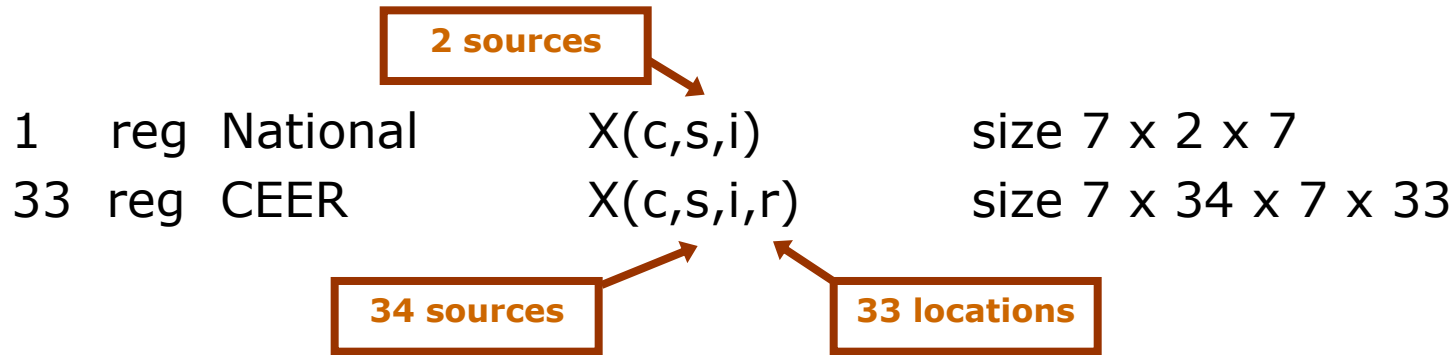 2 sources
1 reg National X(c,s,i) size 7 x 2 x 7
33 reg CEER X(c,s,i,r) size 7 x 34 x 7 x 33
34 sources 33 locations